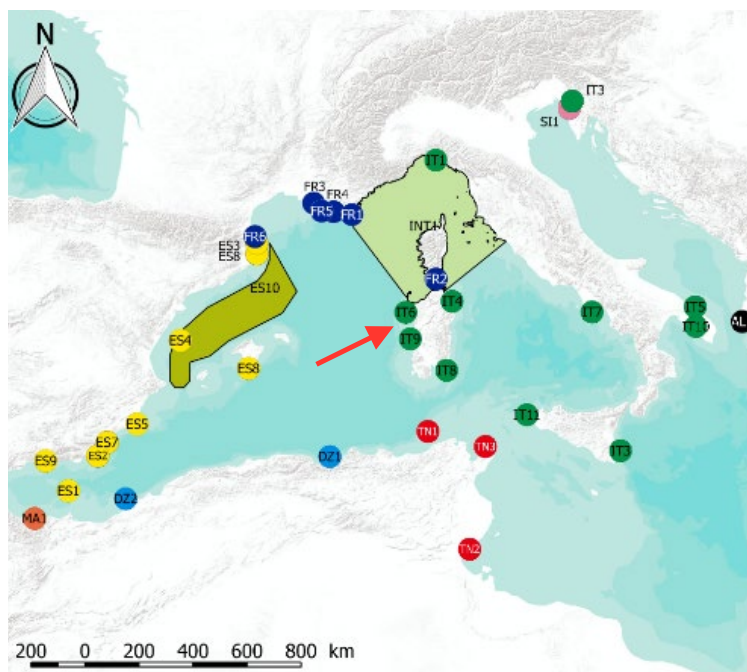 N
IT3
SI1
IT1
FR3
FR4
FR5
FR1
INT1
FR6
ES3
ES8
FR2
ES10
IT4
IT6
IT5
IT7
IT10
AL
ES4
IT9
ES8
IT8
IT11
ES5
TN1
ES7
TN3
IT3
ES2
DZ1
ES9
ES1
DZ2
MA1
TN2
200 0 200 400 600 800 km